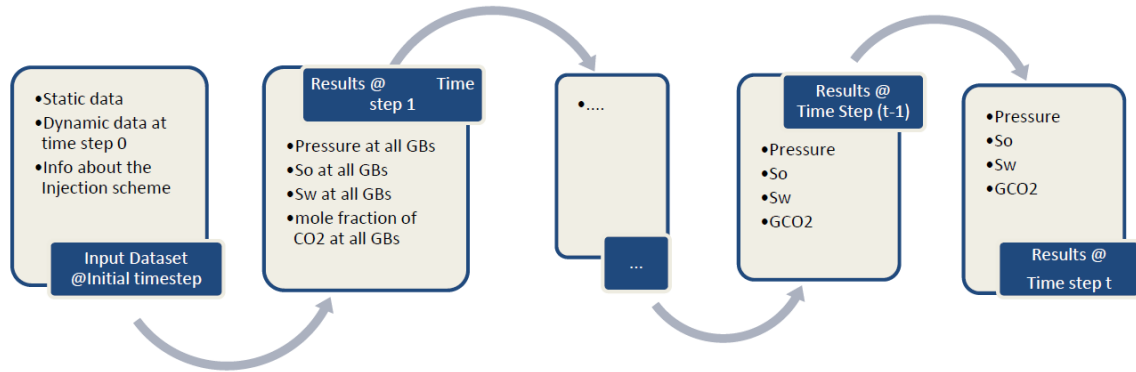 •Static data
•Dynamic data at
time step 0
•Info about the
Injection scheme
Input Dataset
@Initial timestep
Results @ Time
step 1
•Pressure at all GBs
•So at all GBs
•Sw at all GBs
•mole fraction of
CO2 at all GBs
•....
...
Results @
Time Step (t-1)
•Pressure
•So
•Sw
•GCO2
•Pressure
•So
•Sw
•GCO2
Results @
Time step t